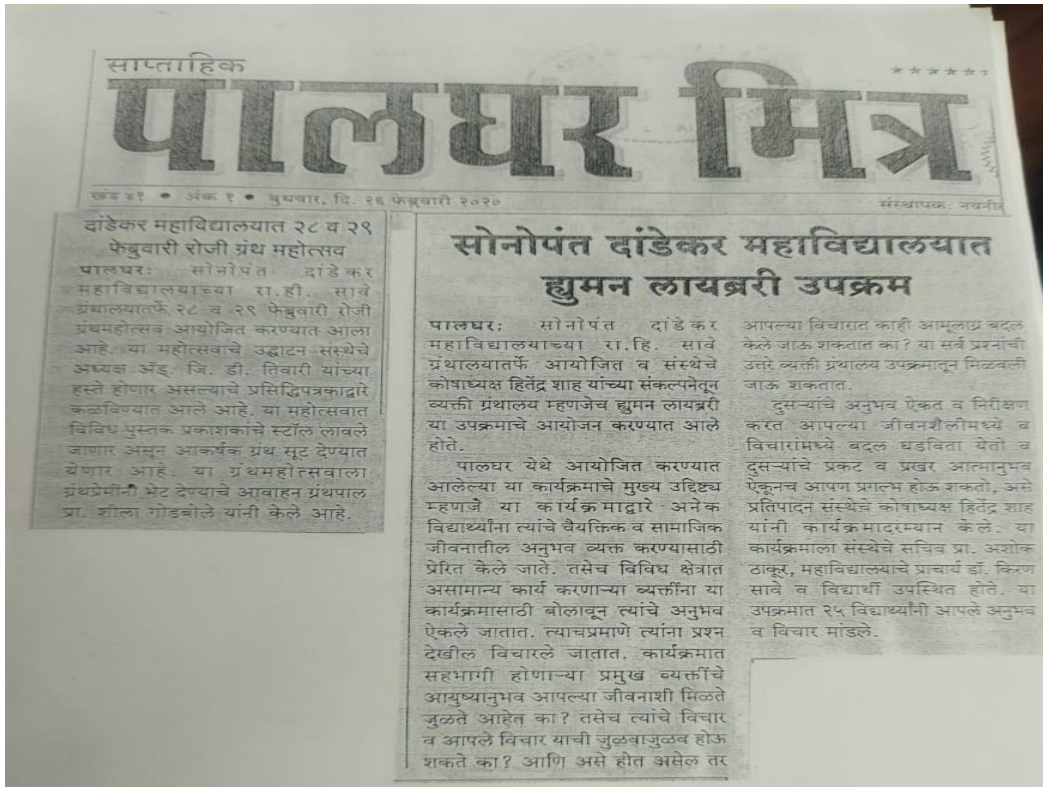 साप्ताहिक
पालघर मित्र
खंड ४१ • अंक १ • बुधवार, दि. २६ फेब्रुवारी २०२०
संस्थापक: नवनीत
दांडेकर महाविद्यालयात २८ व २९
फेब्रुवारी रोजी ग्रंथ महोत्सव
पालघर: सोनोपंत दांडेकर
महाविद्यालयाच्या रा.ही. सावे
ग्रंथालयातर्फे २८ व २९ फेब्रुवारी रोजी
ग्रंथमहोत्सव आयोजित करण्यात आला
आहे. या महोत्सवाचे उद्घाटन संस्थेचे
अध्यक्ष अ‍ॅड. जि. डी. तिवारी यांच्या
हस्ते होणार असल्याचे प्रसिद्धिपत्रकाद्वारे
कळविण्यात आले आहे. या महोत्सवात
विविध पुस्तक प्रकाशकांचे स्टॉल लावले
जाणार असून आकर्षक ग्रंथ सूट देण्यात
येणार आहे. या ग्रंथमहोत्सवाला
ग्रंथप्रेमींनी भेट देण्याचे आवाहन ग्रंथपाल
प्रा. शीला गोडबोले यांनी केले आहे.
सोनोपंत दांडेकर महाविद्यालयात
ह्युमन लायब्ररी उपक्रम
पालघर: सोनोपंत दांडेकर
महाविद्यालयाच्या रा.हि. सावे
ग्रंथालयातर्फे आयोजित व संस्थेचे
कोषाध्यक्ष हितेंद्र शाह यांच्या संकल्पनेतून
व्यक्ती ग्रंथालय म्हणजेच ह्युमन लायब्ररी
या उपक्रमाचे आयोजन करण्यात आले
होते.
पालघर येथे आयोजित करण्यात
आलेल्या या कार्यक्रमाचे मुख्य उद्दिष्ट्य
म्हणजे या कार्यक्रमाद्वारे अनेक
विद्यार्थ्यांना त्यांचे वैयक्तिक व सामाजिक
जीवनातील अनुभव व्यक्त करण्यासाठी
प्रेरित केले जाते. तसेच विविध क्षेत्रात
असामान्य कार्य करणाऱ्या व्यक्तींना या
कार्यक्रमासाठी बोलावून त्यांचे अनुभव
ऐकले जातात. त्याचप्रमाणे त्यांना प्रश्न
देखील विचारले जातात. कार्यक्रमात
सहभागी होणाऱ्या प्रमुख व्यक्तींचे
आयुष्यानुभव आपल्या जीवनाशी मिळते
जुळते आहेत का? तसेच त्यांचे विचार
व आपले विचार याची जुळवाजुळव होऊ
शकते का? आणि असे होत असेल तर
आपल्या विचारात काही आमूलाग्र बदल
केले जाऊ शकतात का? या सर्व प्रश्नांची
उत्तरे व्यक्ती ग्रंथालय उपक्रमातून मिळवली
जाऊ शकतात.
दुसऱ्यांचे अनुभव ऐकत व निरीक्षण
करत आपल्या जीवनशैलीमध्ये व
विचारांमध्ये बदल घडविता येतो व
दुसऱ्यांचे प्रकट व प्रखर आत्मानुभव
ऐकूनच आपण प्रगल्भ होऊ शकतो, असे
प्रतिपादन संस्थेचे कोषाध्यक्ष हितेंद्र शाह
यांनी कार्यक्रमादरम्यान केले. या
कार्यक्रमाला संस्थेचे सचिव प्रा. अशोक
ठाकूर, महाविद्यालयाचे प्राचार्य डॉ. किरण
सावे व विद्यार्थी उपस्थित होते. या
उपक्रमात २५ विद्यार्थ्यांनी आपले अनुभव
व विचार मांडले.